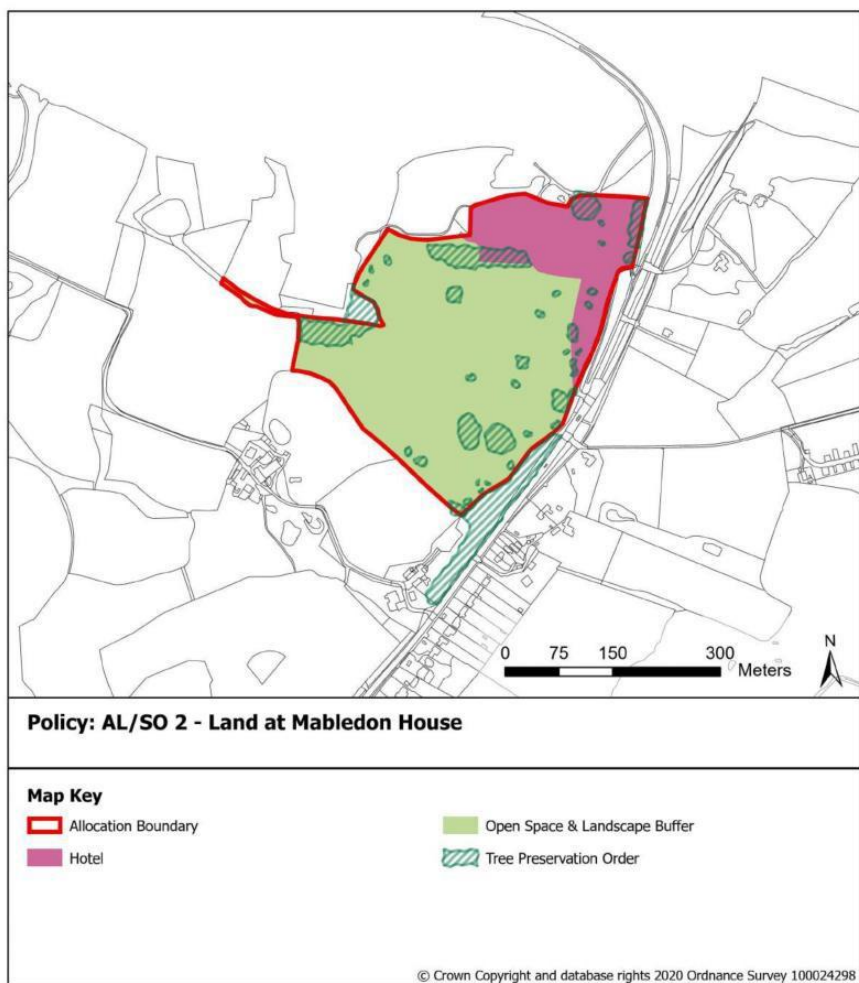 N
0 75 150 300
Meters
Policy: AL/SO 2 - Land at Mabledon House
Map Key
Allocation Boundary
Open Space & Landscape Buffer
Hotel
Tree Preservation Order
© Crown Copyright and database rights 2020 Ordnance Survey 100024298